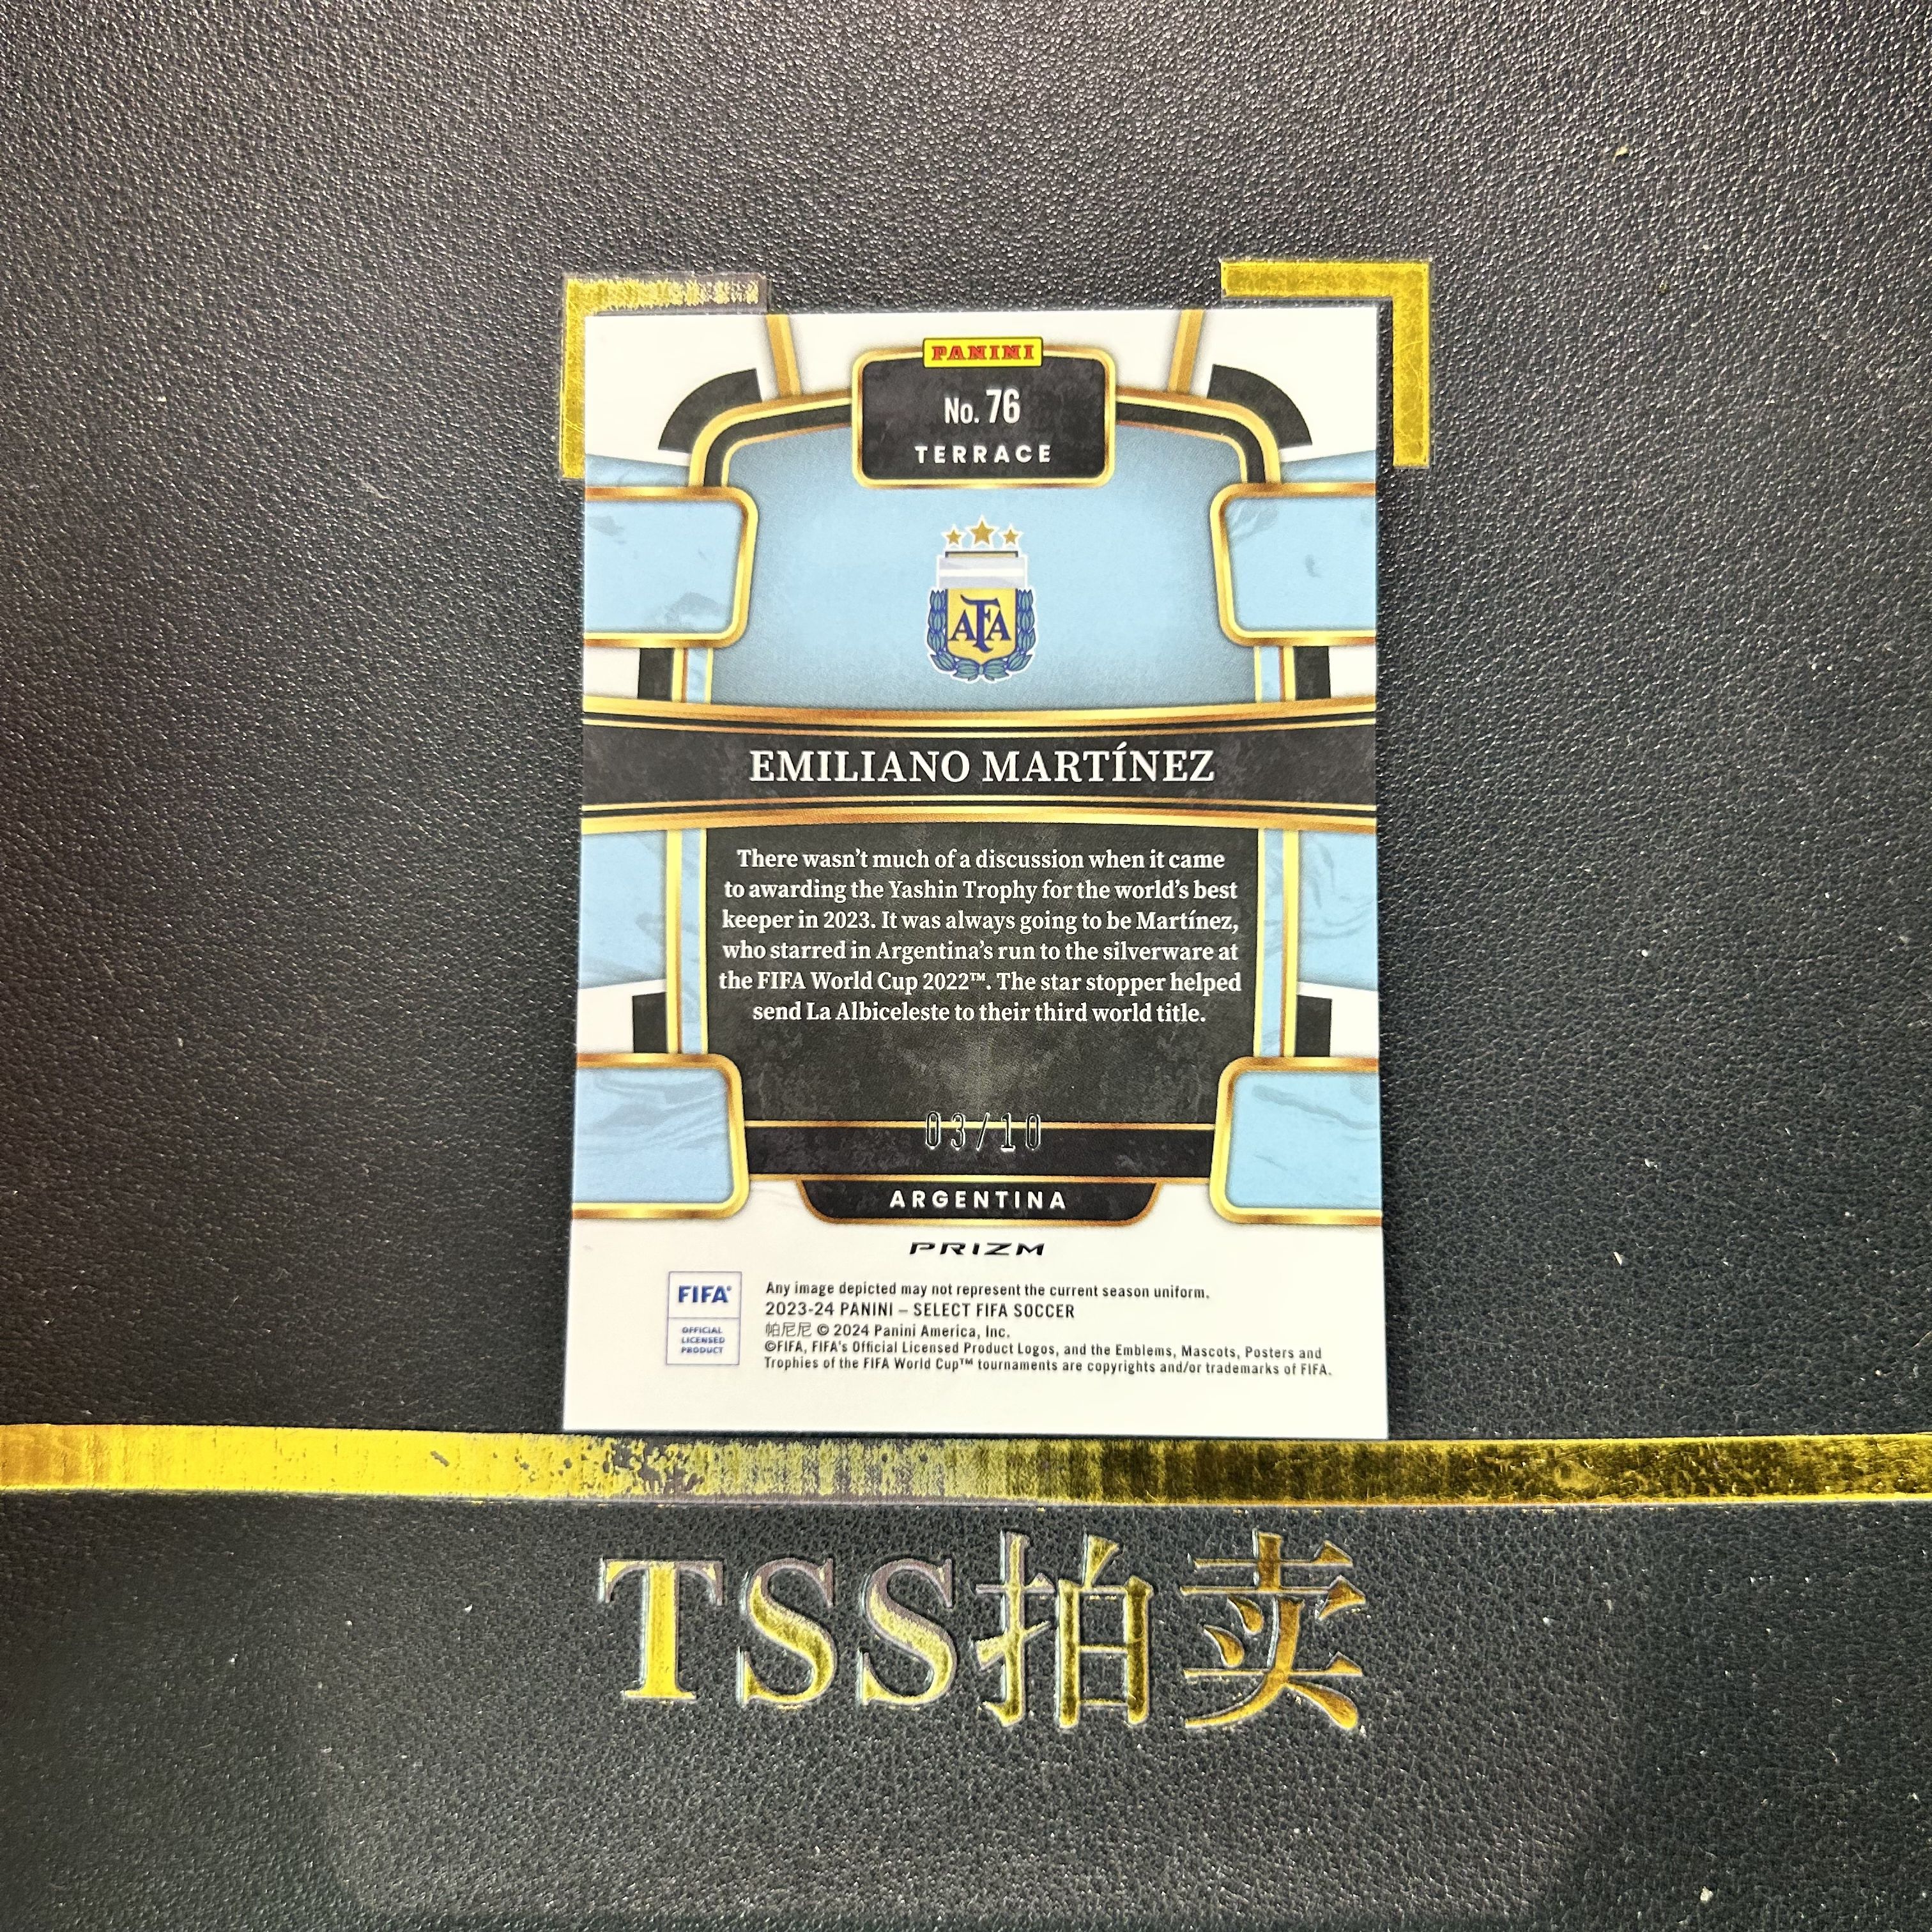 PANINI
No. 76
TERRACE
AFA
EMILIANO MARTÍNEZ
There wasn't much of a discussion when it came
to awarding the Yashin Trophy for the world's best
keeper in 2023. It was always going to be Martínez,
who starred in Argentina's run to the silverware at
the FIFA World Cup 2022™. The star stopper helped
send La Albiceleste to their third world title.
03/10
ARGENTINA
PRIZM
FIFA®
OFFICIAL
LICENSED
PRODUCT
Any image depicted may not represent the current season uniform.
2023-24 PANINI – SELECT FIFA SOCCER
帕尼尼 © 2024 Panini America, Inc.
©FIFA, FIFA's Official Licensed Product Logos, and the Emblems, Mascots, Posters and
Trophies of the FIFA World Cup™ tournaments are copyrights and/or trademarks of FIFA.
TSS拍卖